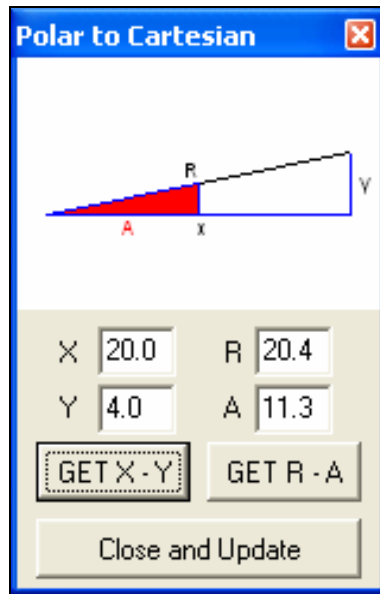 Polar to Cartesian
R
Y
A x
X 20.0 R 20.4
Y 4.0 A 11.3
GET X - Y GET R - A
Close and Update